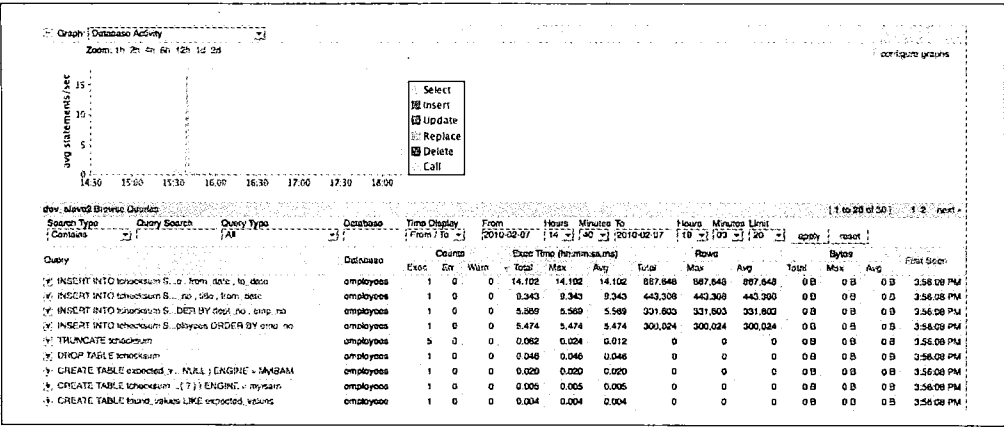 Graph: Database Activity
Zoom: 1h 2h 4h 6h 12h 1d 2d
configure graphs
avg statements/sec
15
10
5
0
14:30 15:00 15:30 16:00 16:30 17:00 17:30 18:00
Select
Insert
Update
Replace
Delete
Call
dev_slave2 Browse Queries
[1 to 20 of 30] 1 2 next
Search Type Query Search Query Type Database Time Display From Hours Minutes To Hours Minutes Limit
Contains All From / To 2010-02-07 14 40 2010-02-07 18 03 20 apply reset
Query Database Counts Exec Time (hh:mm:ss.ms) Rows Bytes First Seen
Exec Err Warn Total Max Avg Total Max Avg Total Max Avg
INSERT INTO tchecksum S... from_date , to_date employees 1 0 0 14.102 14.102 14.102 867,648 867,648 867,648 0 B 0 B 0 B 3:56:08 PM
INSERT INTO tchecksum S... no , title , from_date employees 1 0 0 9.343 9.343 9.343 443,308 443,308 443,308 0 B 0 B 0 B 3:56:08 PM
INSERT INTO tchecksum S...DER BY dept_no , emp_no employees 1 0 0 5.569 5.569 5.569 331,603 331,603 331,603 0 B 0 B 0 B 3:56:08 PM
INSERT INTO tchecksum S...ployees ORDER BY emp_no employees 1 0 0 5.474 5.474 5.474 300,024 300,024 300,024 0 B 0 B 0 B 3:56:08 PM
TRUNCATE tchecksum employees 5 0 0 0.062 0.024 0.012 0 0 0 0 B 0 B 0 B 3:56:08 PM
DROP TABLE tchecksum employees 1 0 0 0.046 0.046 0.046 0 0 0 0 B 0 B 0 B 3:56:08 PM
CREATE TABLE expected_v... NULL ) ENGINE = MyISAM employees 1 0 0 0.020 0.020 0.020 0 0 0 0 B 0 B 0 B 3:56:08 PM
CREATE TABLE tchecksum ...( ? ) ) ENGINE = myisam employees 1 0 0 0.005 0.005 0.005 0 0 0 0 B 0 B 0 B 3:56:08 PM
CREATE TABLE found_values LIKE expected_values employees 1 0 0 0.004 0.004 0.004 0 0 0 0 B 0 B 0 B 3:56:08 PM